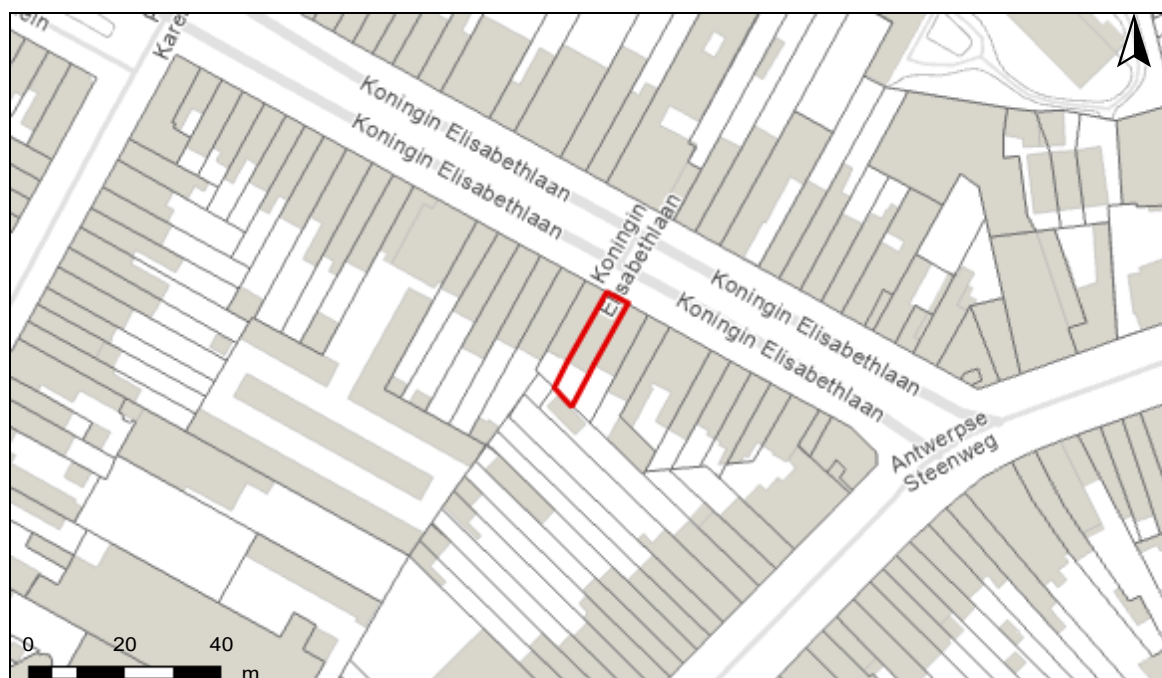 Koningin Elisabethlaan
Koningin Elisabethlaan
Koningin
Elisabethlaan
Koningin Elisabethlaan
Koningin Elisabethlaan
Antwerpse
Steenweg
0 20 40
m